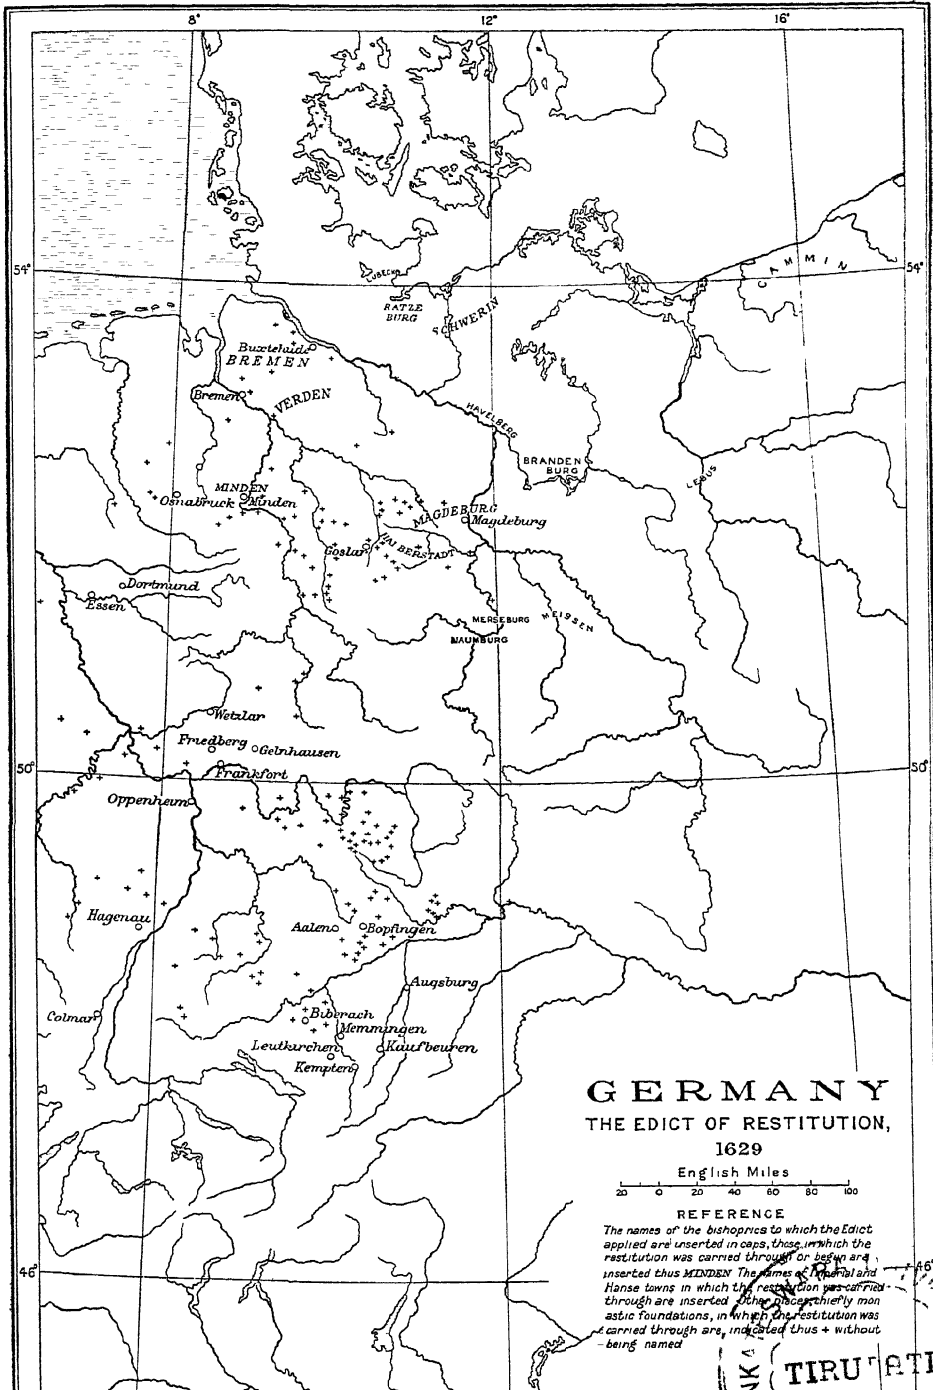 8° 12° 16°
54° 54°
CAMMIN
LUBECK
RATZE
BURG
SCHWERIN
Buxtehude
BREMEN
Bremen
VERDEN
HAVELBERG
BRANDEN
BURG
LEBUS
MINDEN
Osnabruck
Minden
MAGDEBURG
Magdeburg
Goslar
HALBERSTADT
Dortmund
Essen
MERSEBURG
MEISSEN
NAUMBURG
Wetzlar
Friedberg
Gelnhausen
Frankfort
50° 50°
Oppenheim
Hagenau
Aalen
Bopfingen
Augsburg
Colmar
Biberach
Memmingen
Leutkirchen
Kaufbeuren
Kempten
GERMANY
THE EDICT OF RESTITUTION,
1629
English Miles
20 0 20 40 60 80 100
REFERENCE
The names of the bishoprics to which the Edict
applied are inserted in caps, those in which the
restitution was carried through or begun are
inserted thus MINDEN The names of Imperial and
Hanse towns in which the restitution was carried
through are inserted Other places, chiefly mon
astic foundations, in which the restitution was
carried through are, indicated thus + without
being named
46° 46°
TIRU ATI